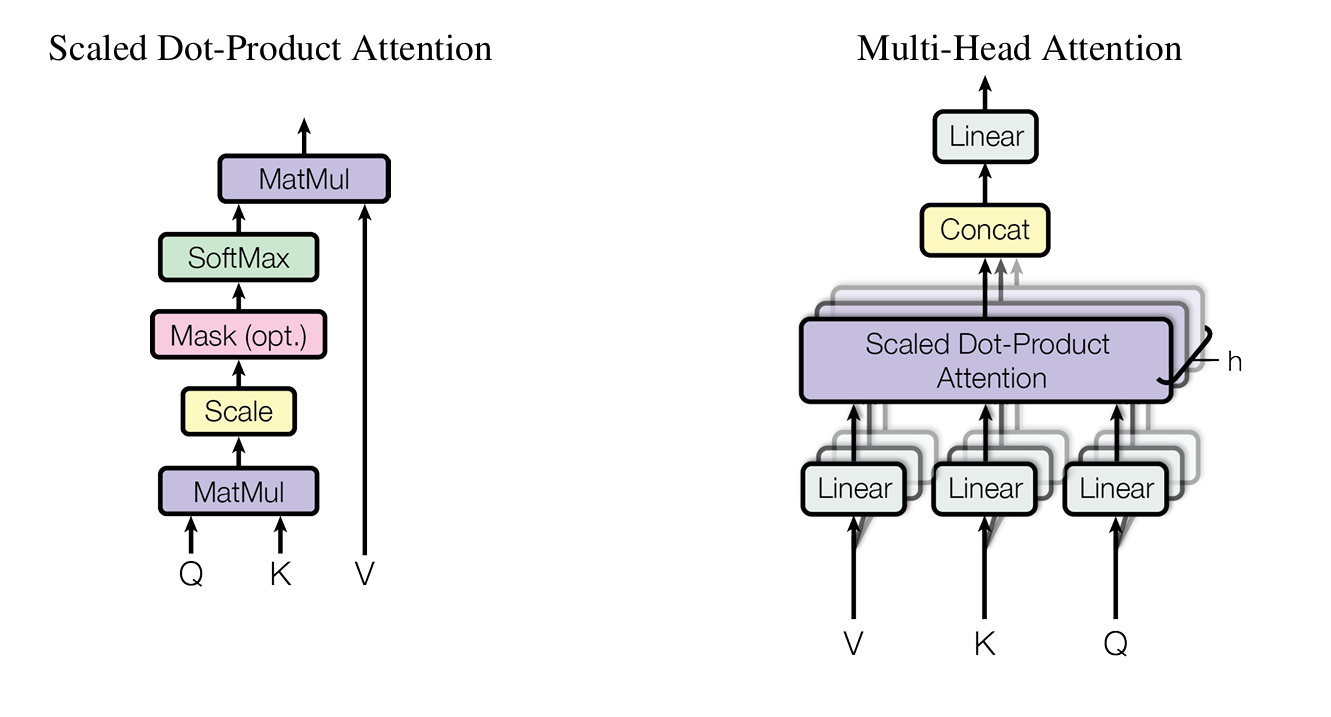 Scaled Dot-Product Attention
MatMul
SoftMax
Mask (opt.)
Scale
MatMul
Q K V
Multi-Head Attention
Linear
Concat
Scaled Dot-Product
Attention
h
Linear Linear Linear
V K Q